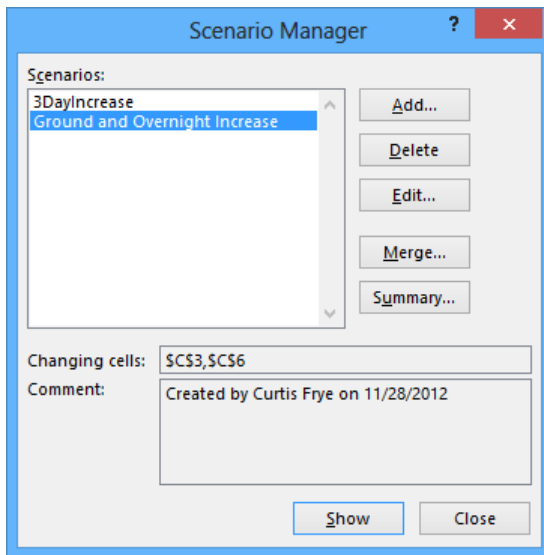 Scenario Manager
?
×
Scenarios:
3DayIncrease
Ground and Overnight Increase
Add...
Delete
Edit...
Merge...
Summary...
Changing cells: $C$3,$C$6
Comment: Created by Curtis Frye on 11/28/2012
Show
Close